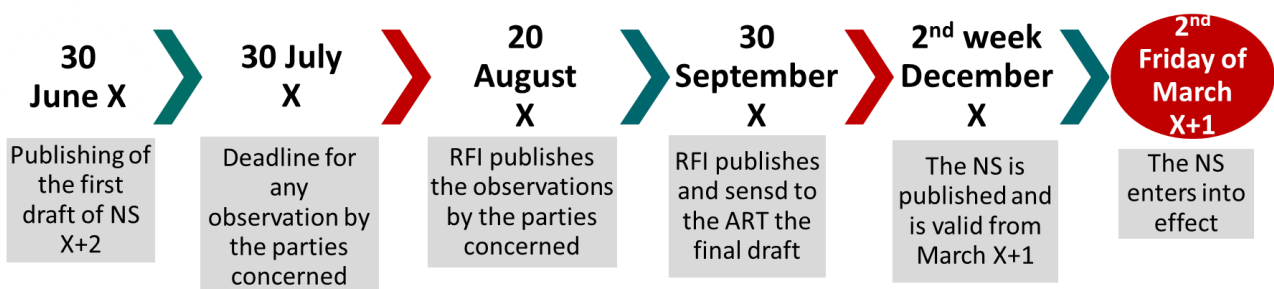 30
June X
Publishing of
the first
draft of NS
X+2
30 July
X
Deadline for
any
observation by
the parties
concerned
20
August
X
RFI publishes
the observations
by the parties
concerned
30
September
X
RFI publishes
and sensd to
the ART the
final draft
2nd week
December
X
The NS is
published and
is valid from
March X+1
2nd
Friday of
March
X+1
The NS
enters into
effect